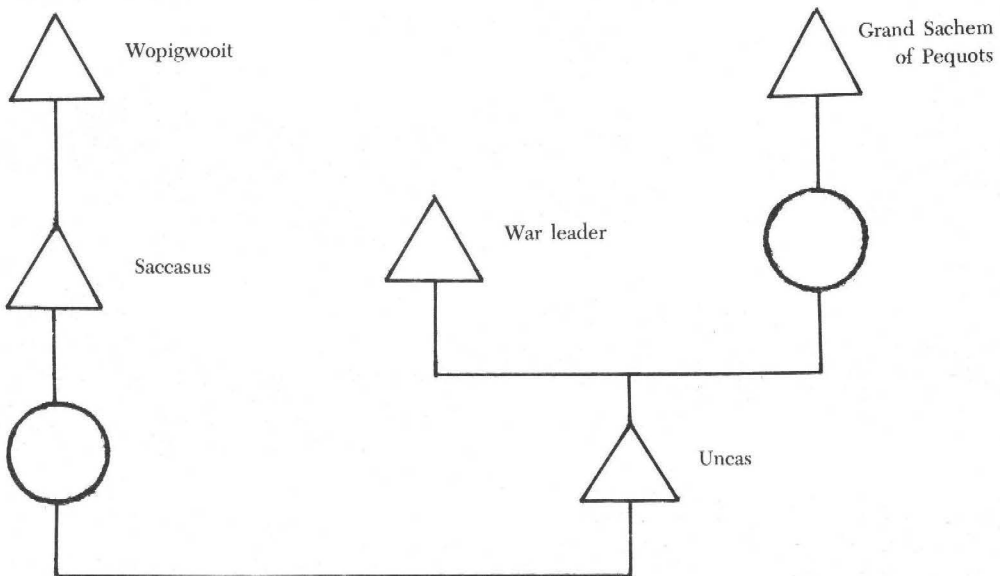 Wopigwooit
Grand Sachem
of Pequots
War leader
Saccasus
Uncas